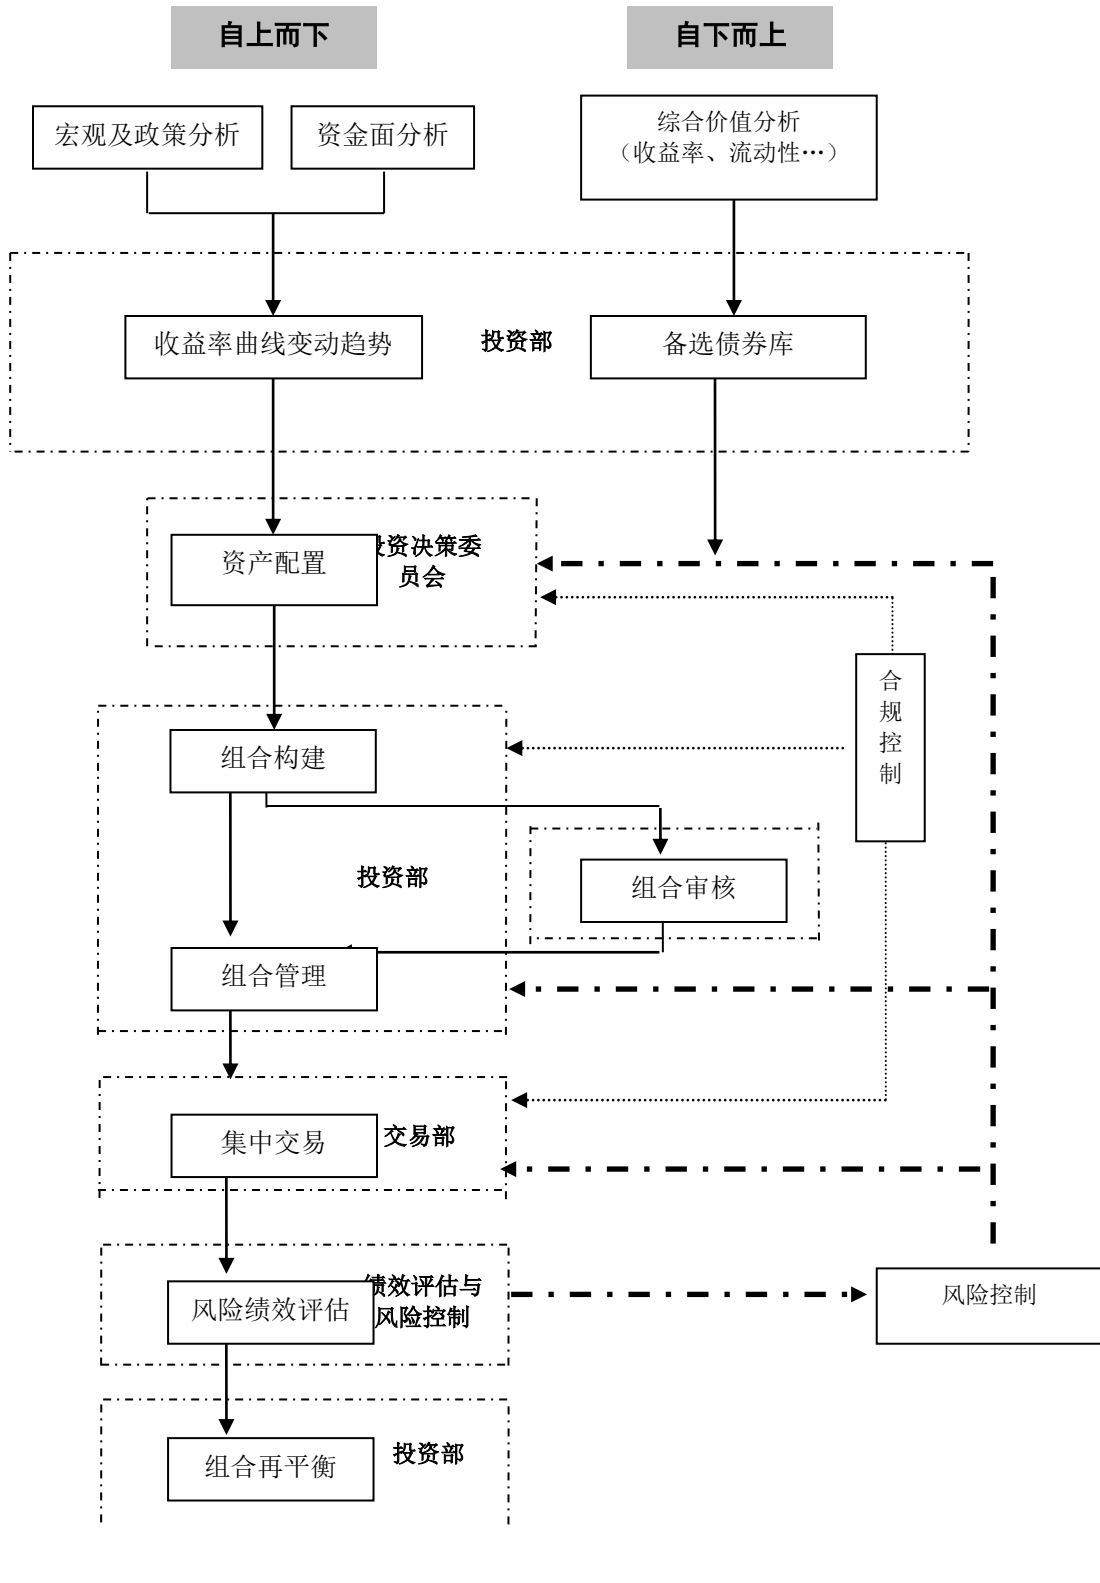 自上而下
自下而上
宏观及政策分析
资金面分析
综合价值分析
（收益率、流动性…）
收益率曲线变动趋势
投资部
备选债券库
资产配置
投资决策委
员会
合
规
控
制
组合构建
投资部
组合审核
组合管理
集中交易
交易部
风险绩效评估
绩效评估与
风险控制
风险控制
组合再平衡
投资部